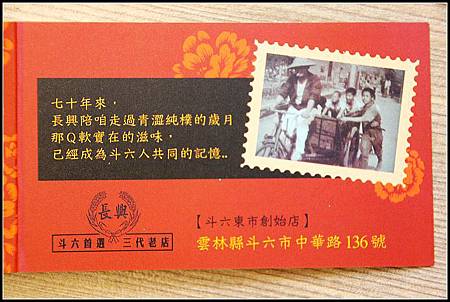 七十年來，
長興陪咱走過青澀純樸的歲月
那Q軟實在的滋味，
已經成為斗六人共同的記憶..
長興
斗六首選 三代老店
【斗六東市創始店】
雲林縣斗六市中華路136號